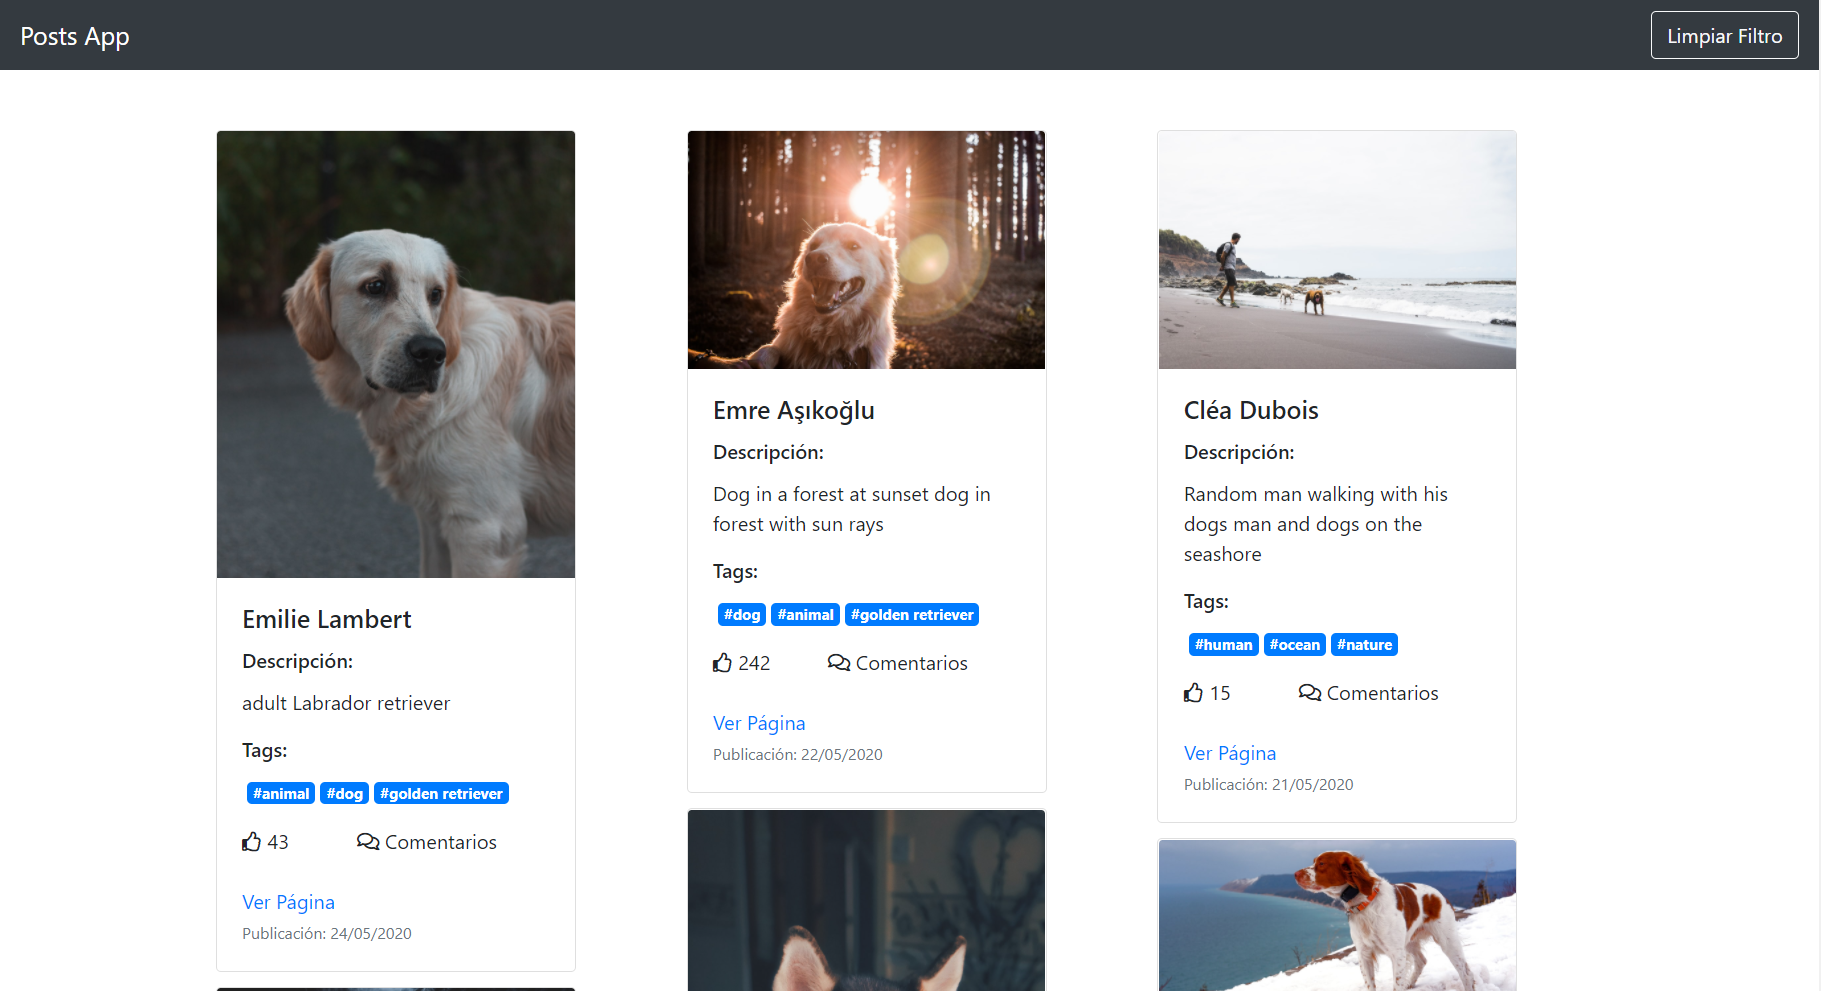 Posts App
Limpiar Filtro
Emilie Lambert
Descripción:
adult Labrador retriever
Tags:
#animal #dog #golden retriever
43 Comentarios
Ver Página
Publicación: 24/05/2020
Emre Aşıkoğlu
Descripción:
Dog in a forest at sunset dog in
forest with sun rays
Tags:
#dog #animal #golden retriever
242 Comentarios
Ver Página
Publicación: 22/05/2020
Cléa Dubois
Descripción:
Random man walking with his
dogs man and dogs on the
seashore
Tags:
#human #ocean #nature
15 Comentarios
Ver Página
Publicación: 21/05/2020